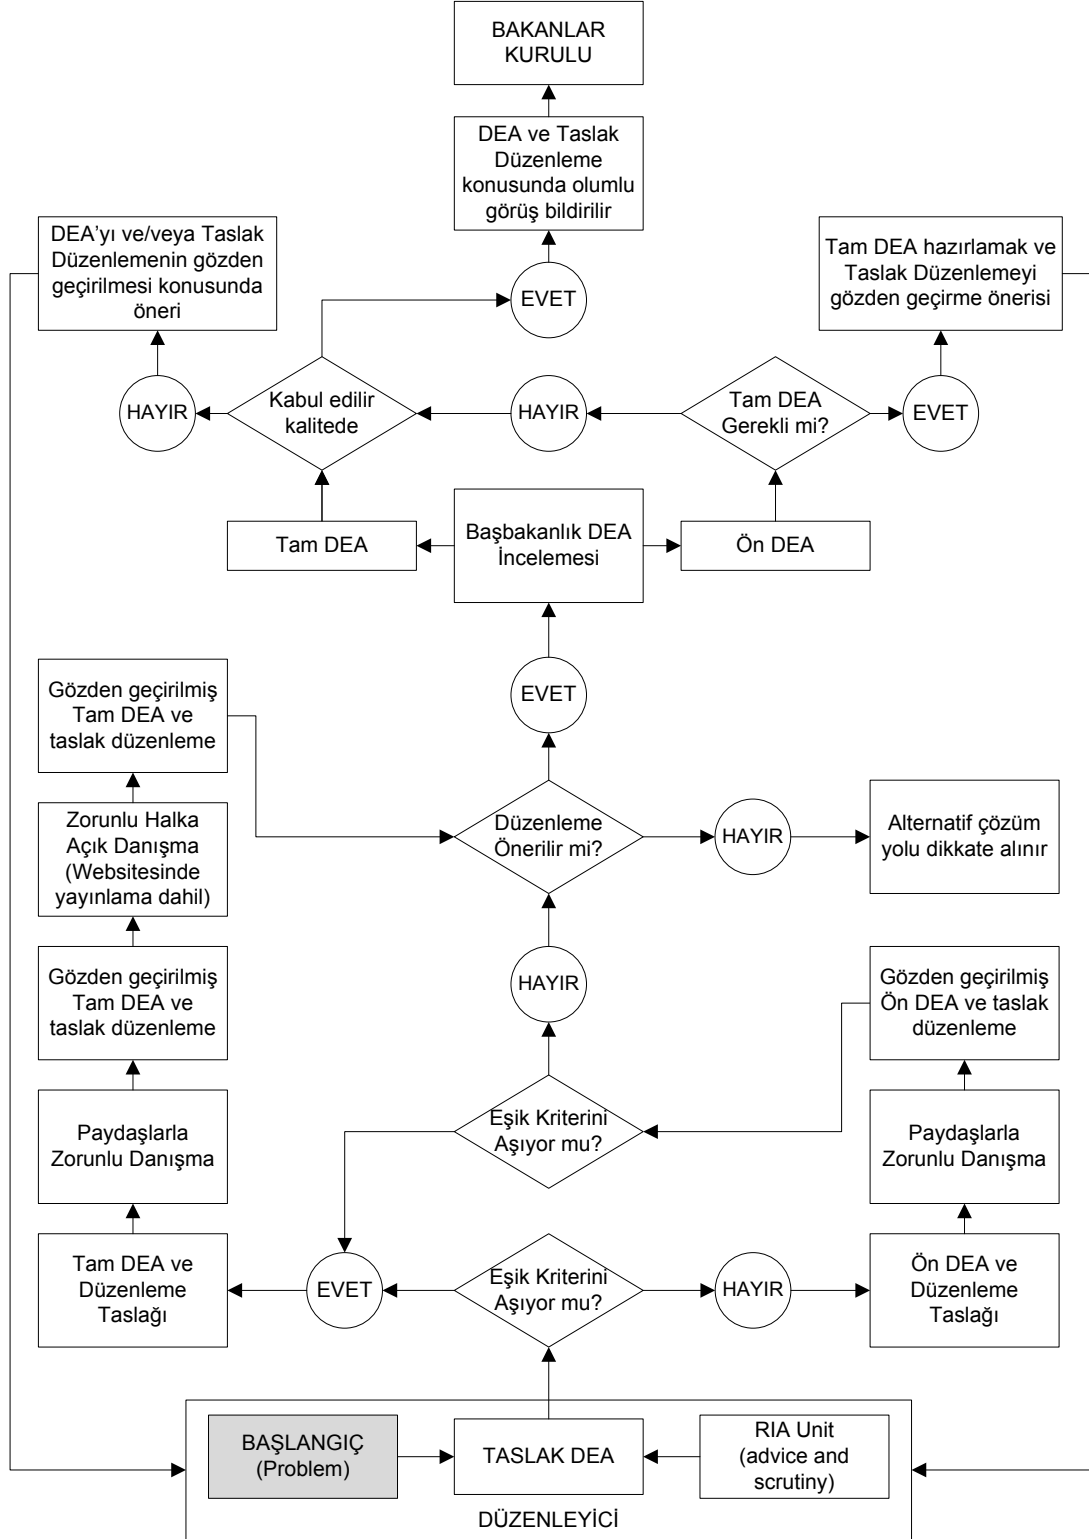 BAKANLAR
KURULU
DEA ve Taslak
Düzenleme
konusunda olumlu
görüş bildirilir
DEA'yı ve/veya Taslak
Düzenlemenin gözden
geçirilmesi konusunda
öneri
Tam DEA hazırlamak ve
Taslak Düzenlemeyi
gözden geçirme önerisi
EVET
HAYIR
Kabul edilir
kalitede
HAYIR
Tam DEA
Gerekli mi?
EVET
Tam DEA
Başbakanlık DEA
İncelemesi
Ön DEA
EVET
Gözden geçirilmiş
Tam DEA ve
taslak düzenleme
Zorunlu Halka
Açık Danışma
(Websitesinde
yayınlama dahil)
Düzenleme
Önerilir mi?
HAYIR
Alternatif çözüm
yolu dikkate alınır
Gözden geçirilmiş
Tam DEA ve
taslak düzenleme
HAYIR
Gözden geçirilmiş
Ön DEA ve taslak
düzenleme
Paydaşlarla
Zorunlu Danışma
Eşik Kriterini
Aşıyor mu?
Paydaşlarla
Zorunlu Danışma
Tam DEA ve
Düzenleme
Taslağı
EVET
Eşik Kriterini
Aşıyor mu?
HAYIR
Ön DEA ve
Düzenleme
Taslağı
BAŞLANGIÇ
(Problem)
TASLAK DEA
RIA Unit
(advice and
scrutiny)
DÜZENLEYİCİ